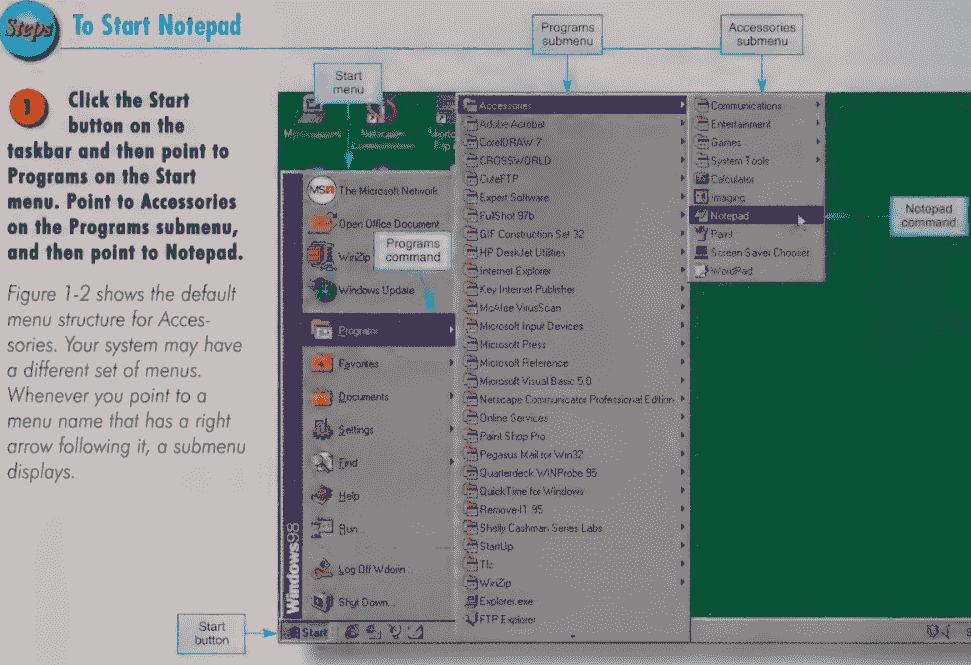 Steps
To Start Notepad
1
Click the Start
button on the
taskbar and then point to
Programs on the Start
menu. Point to Accessories
on the Programs submenu,
and then point to Notepad.
Figure 1-2 shows the default
menu structure for Acces-
sories. Your system may have
a different set of menus.
Whenever you point to a
menu name that has a right
arrow following it, a submenu
displays.
Start
menu
Programs
submenu
Accessories
submenu
Programs
command
Notepad
command
Start
button
MSN The Microsoft Network
Open Office Document
WinZip
Windows Update
Programs
Favorites
Documents
Settings
Find
Help
Run...
Log Off Wdorin...
Shut Down...
Windows98
Start
Accessories
Adobe Acrobat
CorelDRAW 7
CROSSWORLD
CuteFTP
Expert Software
FullShot 97b
GIF Construction Set 32
HP DeskJet Utilities
Internet Explorer
Key Internet Publisher
McAfee VirusScan
Microsoft Input Devices
Microsoft Press
Microsoft Reference
Microsoft Visual Basic 5.0
Netscape Communicator Professional Edition
Online Services
Paint Shop Pro
Pegasus Mail for Win32
Quarterdeck WINProbe 95
QuickTime for Windows
Remove-IT 95
Shelly Cashman Series Labs
StartUp
WinZip
Explorer.exe
FTP Explorer
Communications
Entertainment
Games
System Tools
Calculator
Imaging
Notepad
Paint
Screen Saver Chooser
WordPad